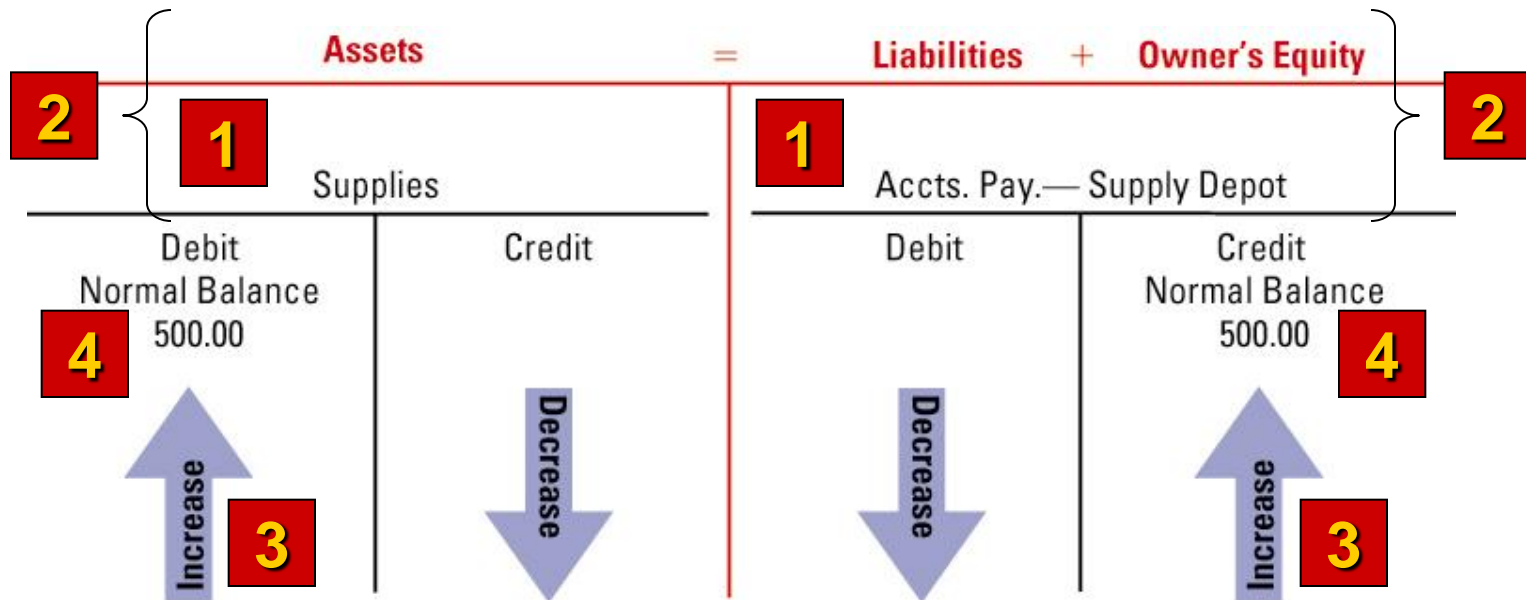 Assets = Liabilities + Owner's Equity
2 1 1 2
Supplies Accts. Pay.— Supply Depot
Debit Credit Debit Credit
Normal Balance Normal Balance
4 500.00 500.00 4
Increase Decrease Decrease Increase
3 3